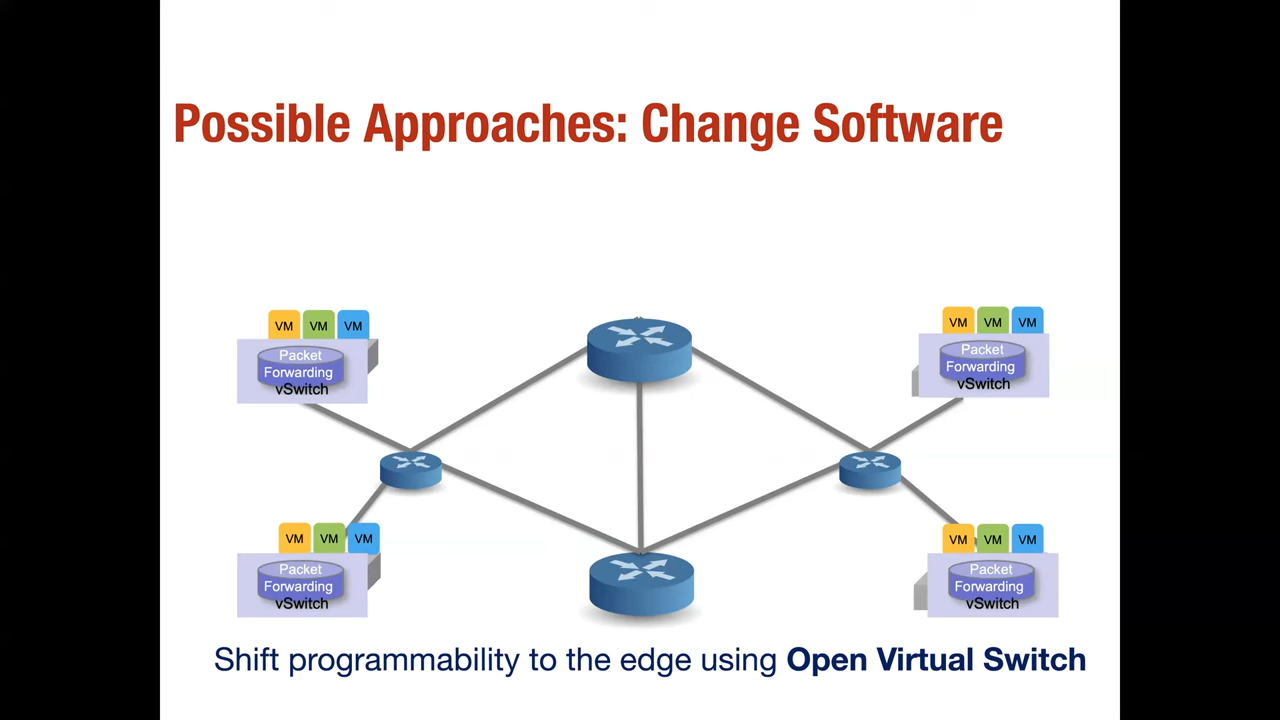 Possible Approaches: Change Software
VM VM VM
Packet
Forwarding
vSwitch
VM VM VM
Packet
Forwarding
vSwitch
VM VM VM
Packet
Forwarding
vSwitch
VM VM VM
Packet
Forwarding
vSwitch
Shift programmability to the edge using Open Virtual Switch